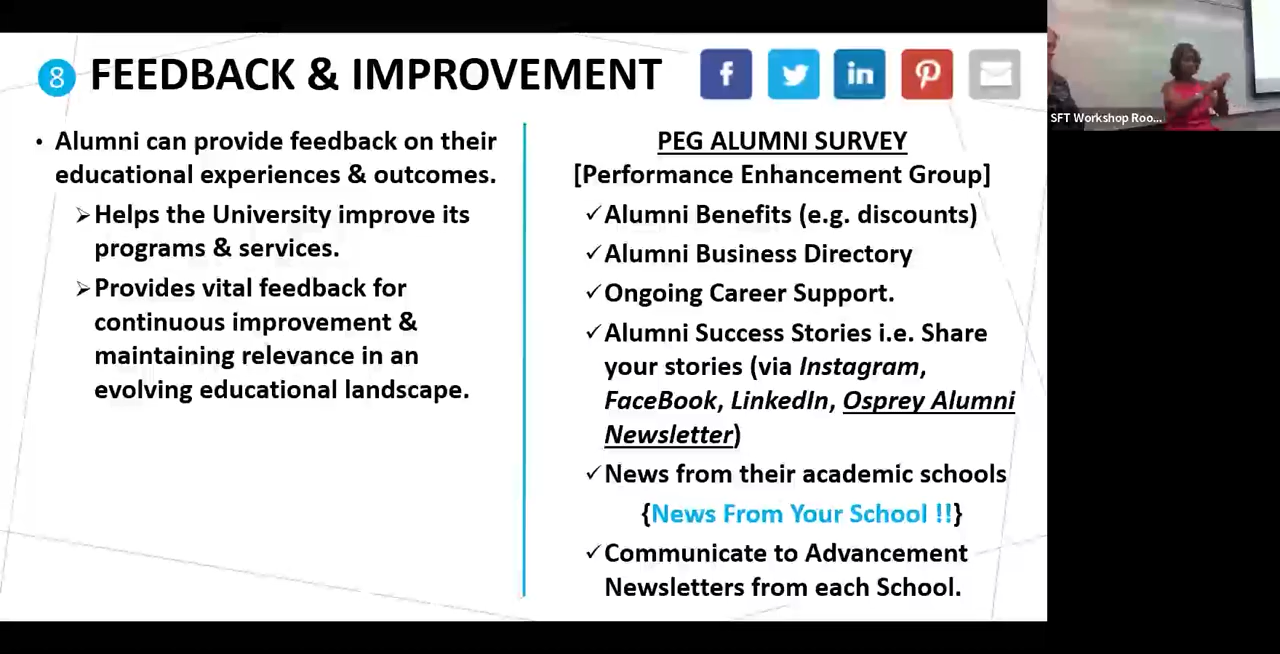 8 FEEDBACK & IMPROVEMENT
• Alumni can provide feedback on their
educational experiences & outcomes.
➢Helps the University improve its
programs & services.
➢Provides vital feedback for
continuous improvement &
maintaining relevance in an
evolving educational landscape.
PEG ALUMNI SURVEY
[Performance Enhancement Group]
✓Alumni Benefits (e.g. discounts)
✓Alumni Business Directory
✓Ongoing Career Support.
✓Alumni Success Stories i.e. Share
your stories (via Instagram,
FaceBook, LinkedIn, Osprey Alumni
Newsletter)
✓News from their academic schools
{News From Your School !!}
✓Communicate to Advancement
Newsletters from each School.
SFT Workshop Roo...